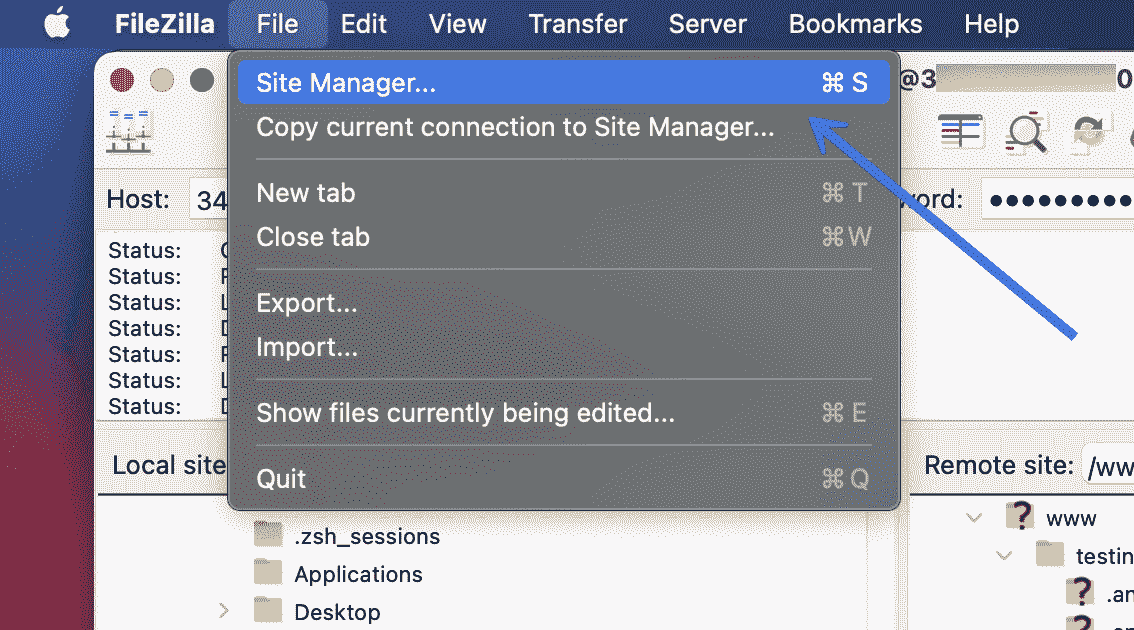 FileZilla File Edit View Transfer Server Bookmarks Help
Site Manager... ⌘ S
@3 0
Copy current connection to Site Manager...
Host: 34
New tab ⌘ T
Close tab ⌘ W
Status:
Status:
Status:
Status:
Status:
Status:
Status:
Export...
Import...
Show files currently being edited... ⌘ E
Local site
Quit ⌘ Q
Remote site: /ww
.zsh_sessions
Applications
Desktop
www
testin
.an